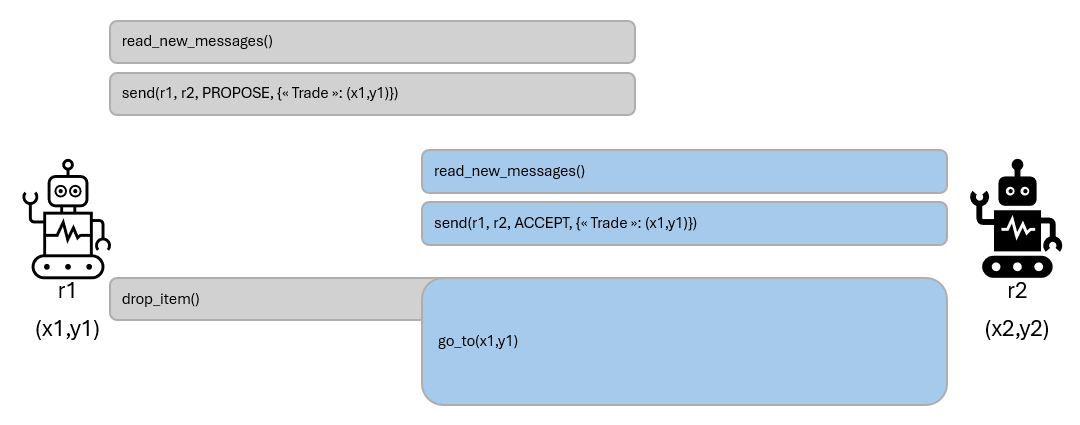 read_new_messages()
send(r1, r2, PROPOSE, {« Trade »: (x1,y1)})
read_new_messages()
send(r1, r2, ACCEPT, {« Trade »: (x1,y1)})
r1
(x1,y1)
drop_item()
go_to(x1,y1)
r2
(x2,y2)